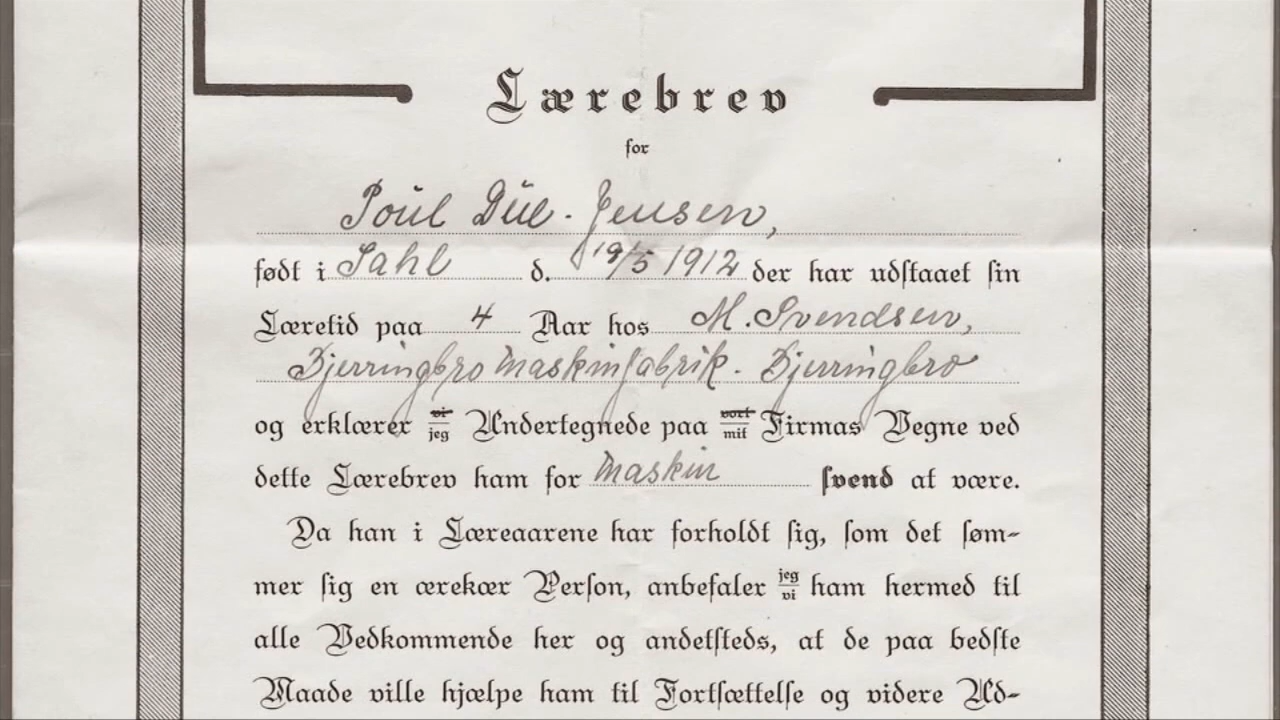 Lærebrev
for
Poul Due-Jensen,
født i Sahl d. 19/5 1912 der har udstaaet sin
Læretid paa 4 Aar hos M. Svendsen,
Bjerringbro Maskinfabrik. Bjerringbro
og erklærer vi/jeg Undertegnede paa vort/mit Firmas Vegne ved
dette Lærebrev ham for Maskin svend at være.
Da han i Læreaarene har forholdt sig, som det søm-
mer sig en ærekær Person, anbefaler jeg/vi ham hermed til
alle Vedkommende her og andetsteds, at de paa bedste
Maade ville hjælpe ham til Fortsættelse og videre Ud-